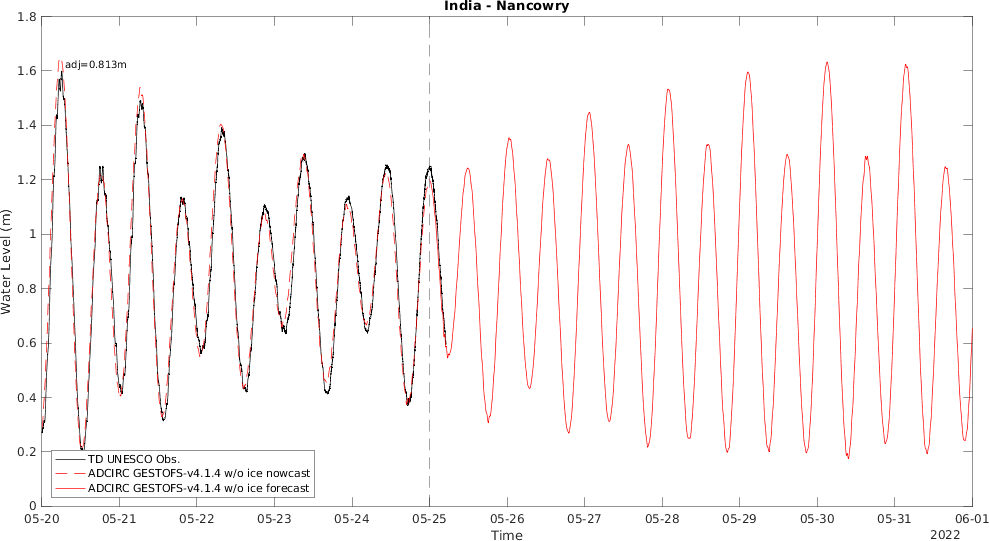 India - Nancowry
adj=0.813m
Water Level (m)
1.8
1.6
1.4
1.2
1
0.8
0.6
0.4
0.2
0
TD UNESCO Obs.
ADCIRC GESTOFS-v4.1.4 w/o ice nowcast
ADCIRC GESTOFS-v4.1.4 w/o ice forecast
05-20 05-21 05-22 05-23 05-24 05-25 05-26 05-27 05-28 05-29 05-30 05-31 06-01
Time
2022